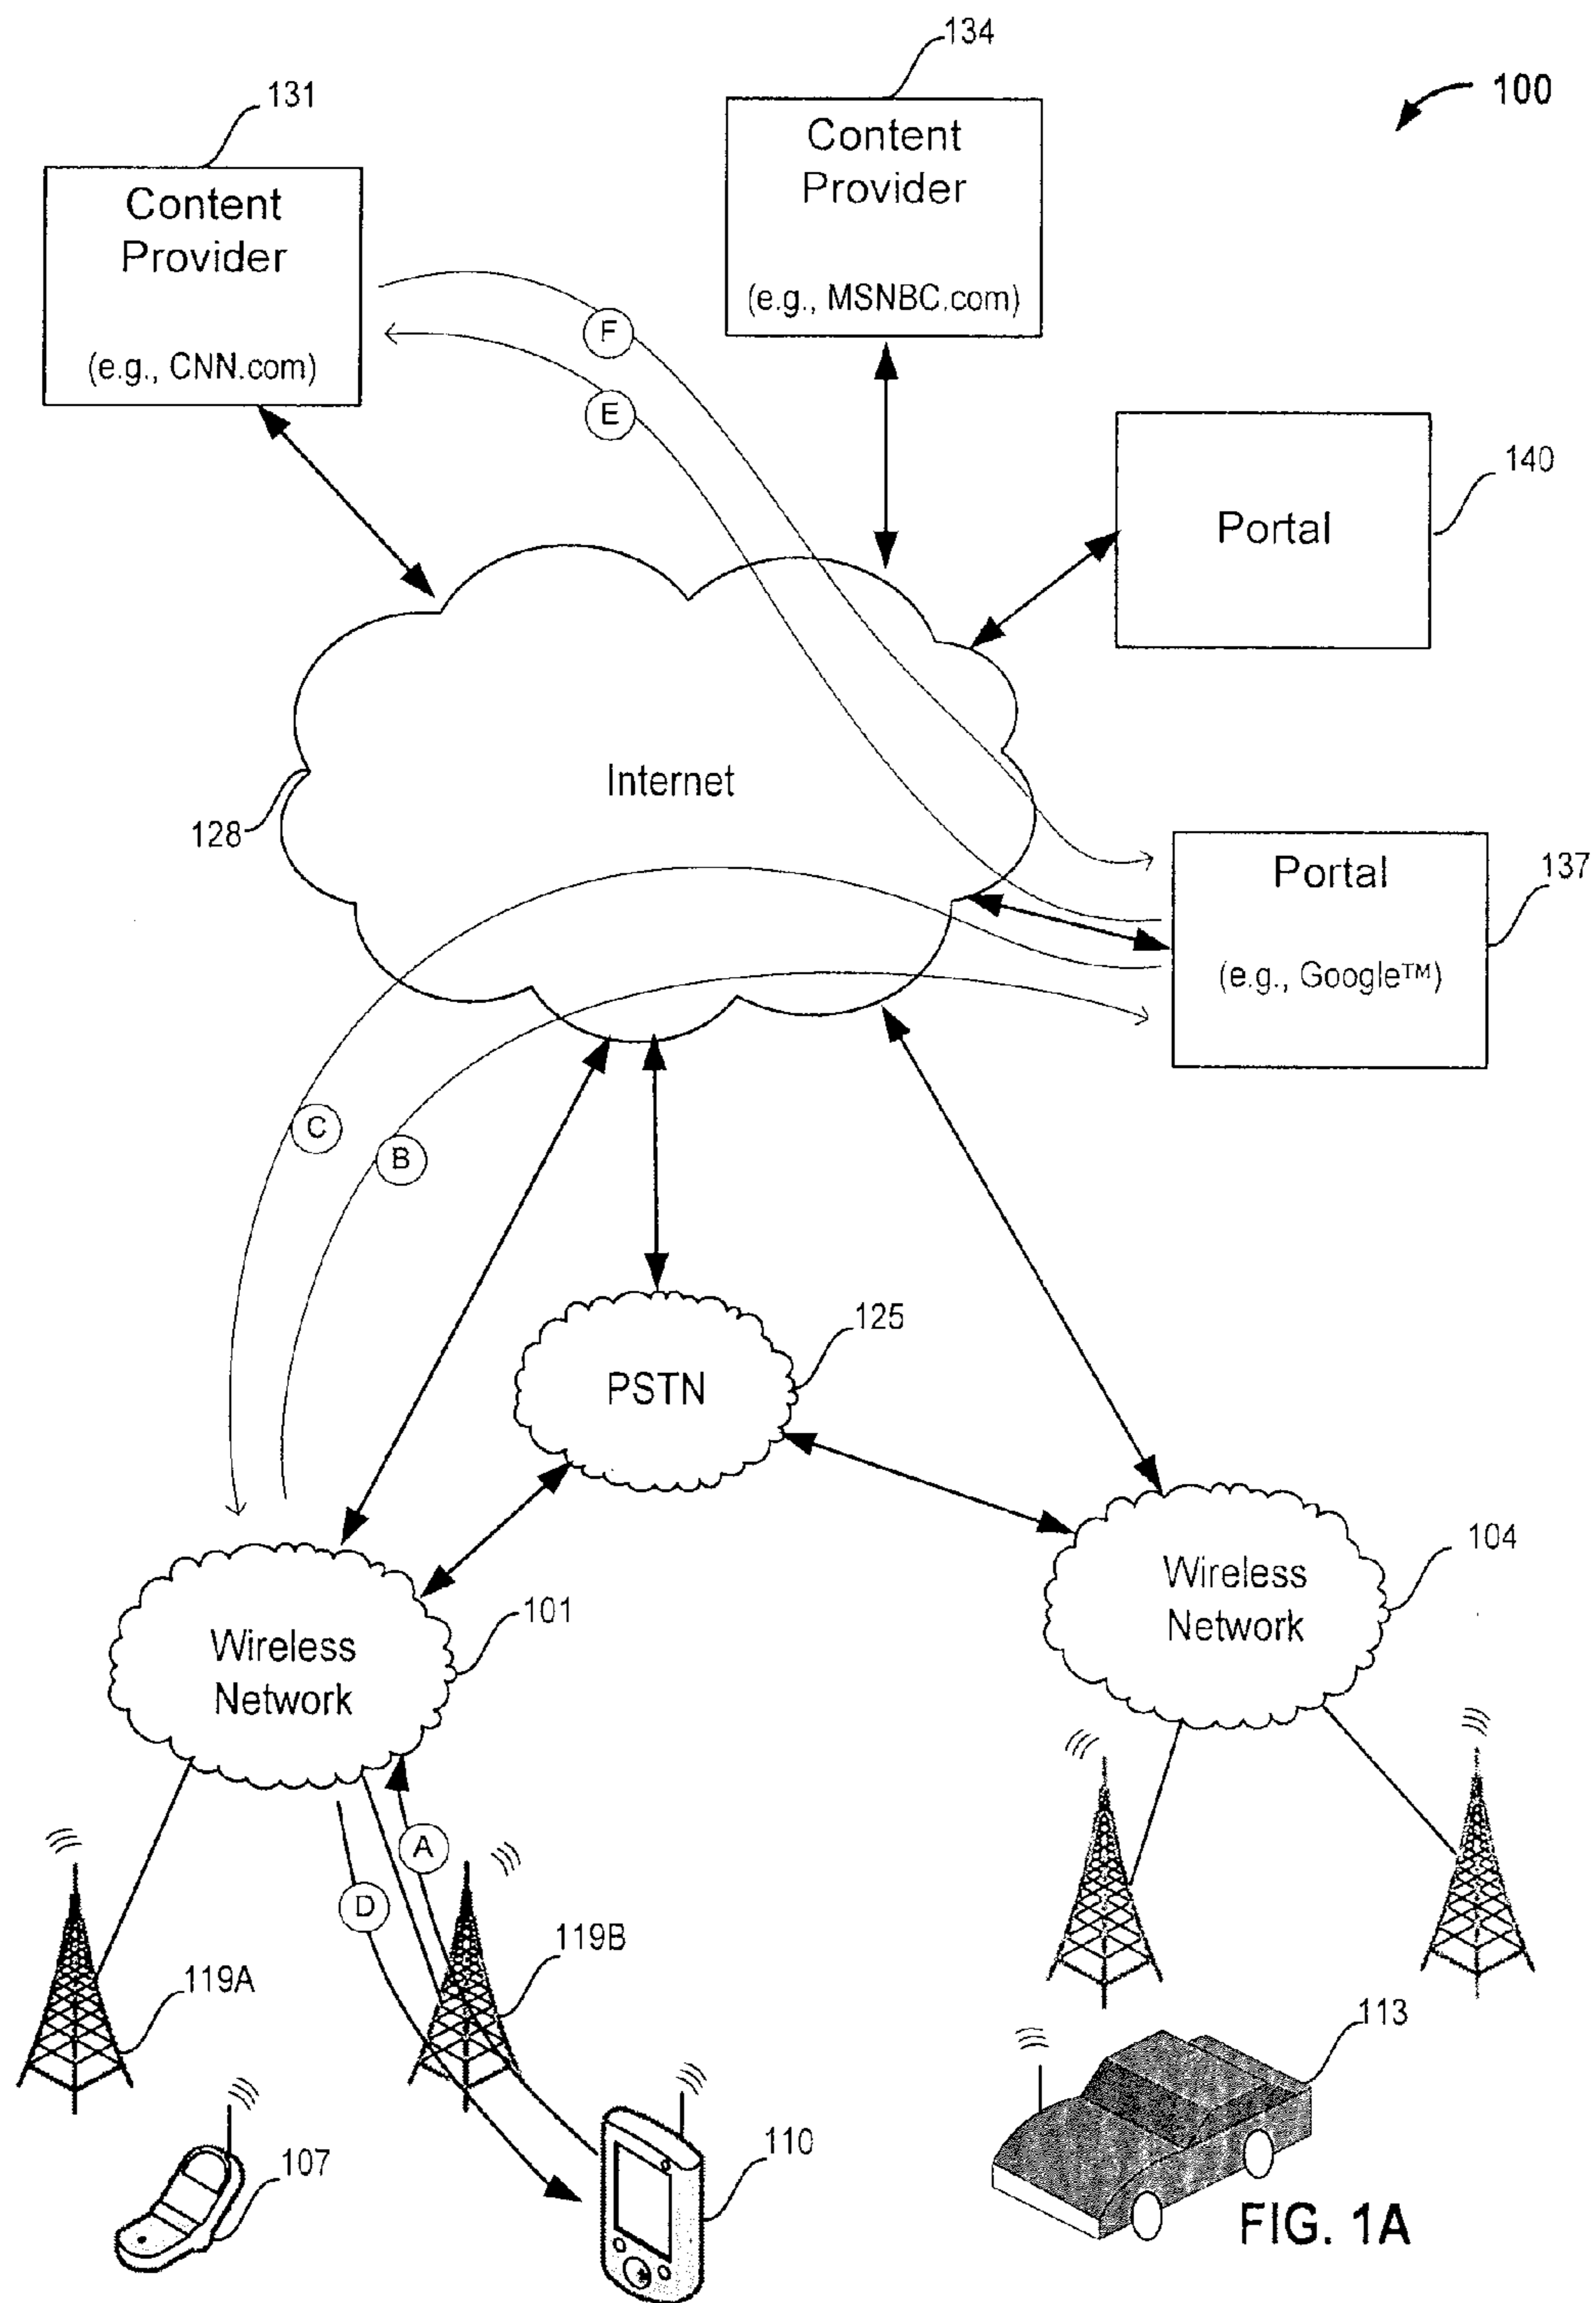 134
100
131
Content
Provider
(e.g., MSNBC.com)
Content
Provider
(e.g., CNN.com)
F
E
140
Portal
Internet
128
Portal
(e.g., Google™)
137
C
B
125
PSTN
104
Wireless
Network
101
Wireless
Network
A
D
119B
119A
113
107
110
FIG. 1A